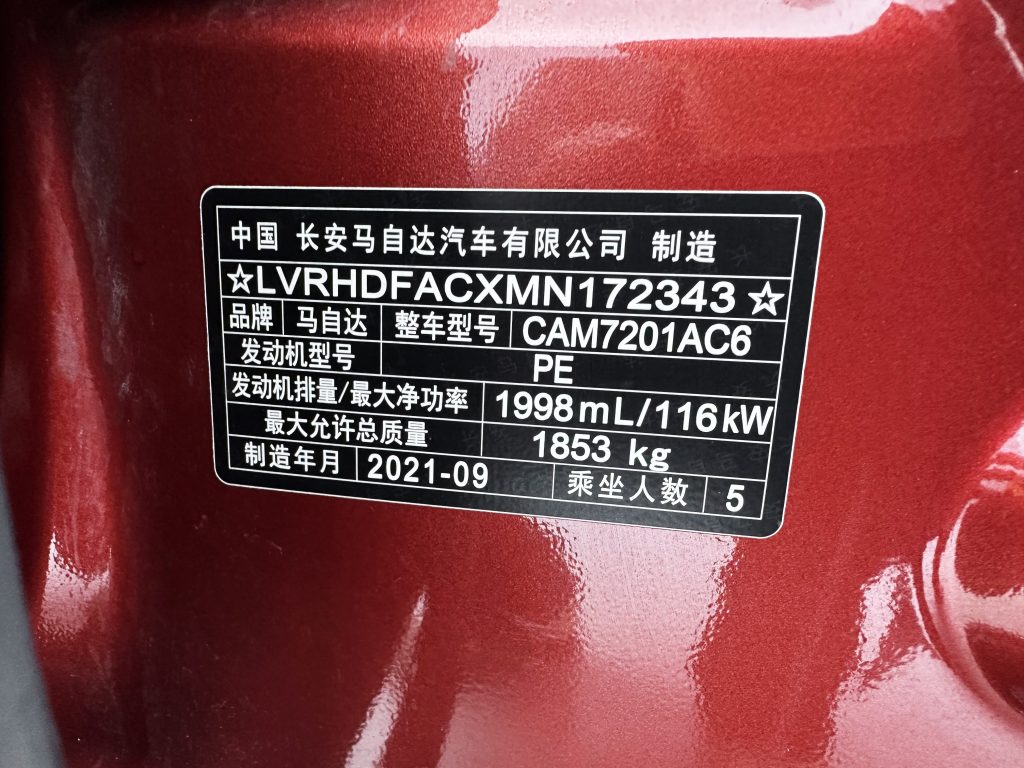 中国 长安马自达汽车有限公司 制造
☆LVRHDFACXMN172343☆
品牌 马自达 整车型号 CAM7201AC6
发动机型号 PE
发动机排量/最大净功率 1998mL/116kW
最大允许总质量 1853 kg
制造年月 2021-09 乘坐人数 5